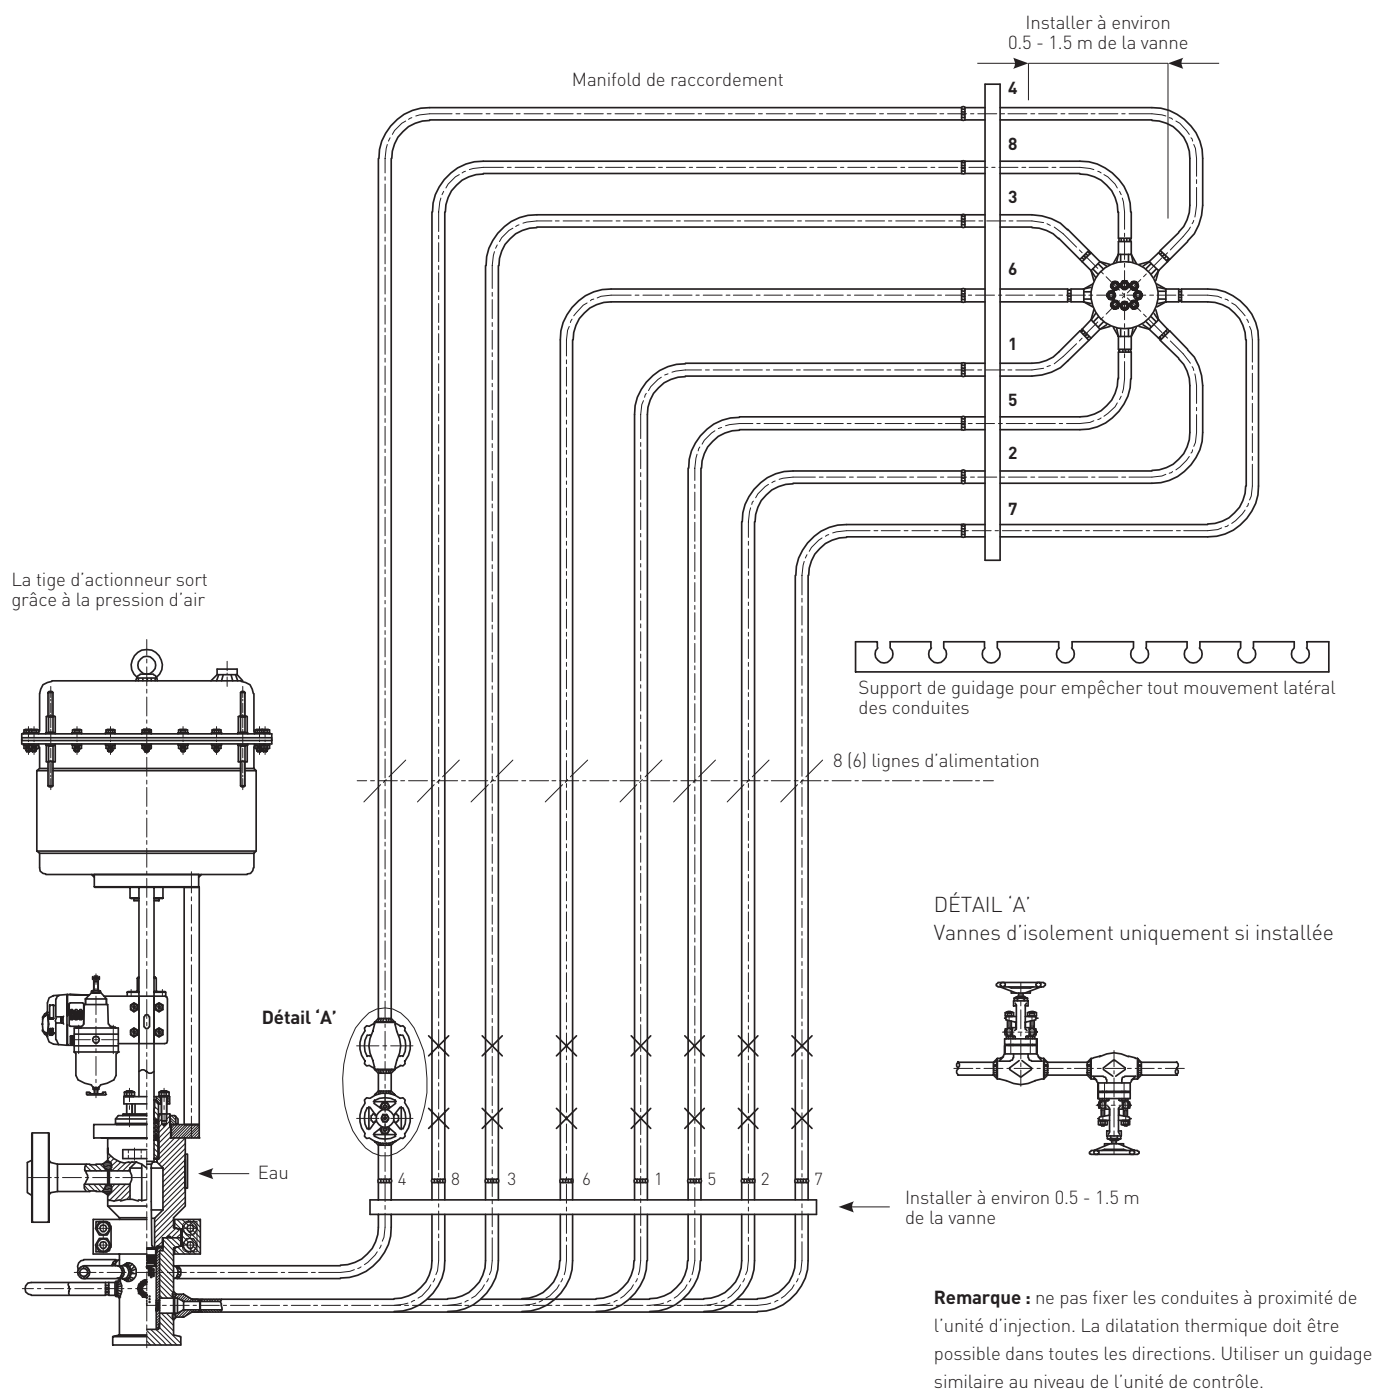 Installer à environ
0.5 - 1.5 m de la vanne
Manifold de raccordement
4
8
3
6
1
5
2
7
La tige d'actionneur sort
grâce à la pression d'air
Support de guidage pour empêcher tout mouvement latéral
des conduites
8 (6) lignes d'alimentation
DÉTAIL ‘A’
Vannes d'isolement uniquement si installée
Détail ‘A’
Eau
4 8 3 6 1 5 2 7
Installer à environ 0.5 - 1.5 m
de la vanne
Remarque : ne pas fixer les conduites à proximité de
l'unité d'injection. La dilatation thermique doit être
possible dans toutes les directions. Utiliser un guidage
similaire au niveau de l'unité de contrôle.